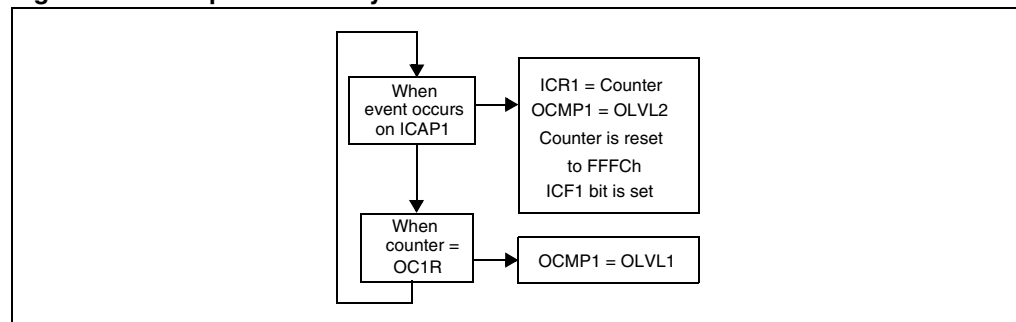 When
event occurs
on ICAP1
ICR1 = Counter
OCMP1 = OLVL2
Counter is reset
to FFFCh
ICF1 bit is set
When
counter =
OC1R
OCMP1 = OLVL1